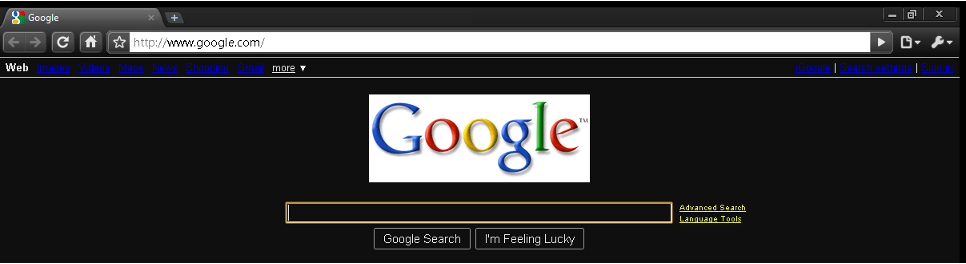 Google
http://www.google.com/
Web Images Videos Maps News Shopping Gmail more ▼
iGoogle | Search settings | Sign in
Google™
Advanced Search
Language Tools
Google Search I'm Feeling Lucky